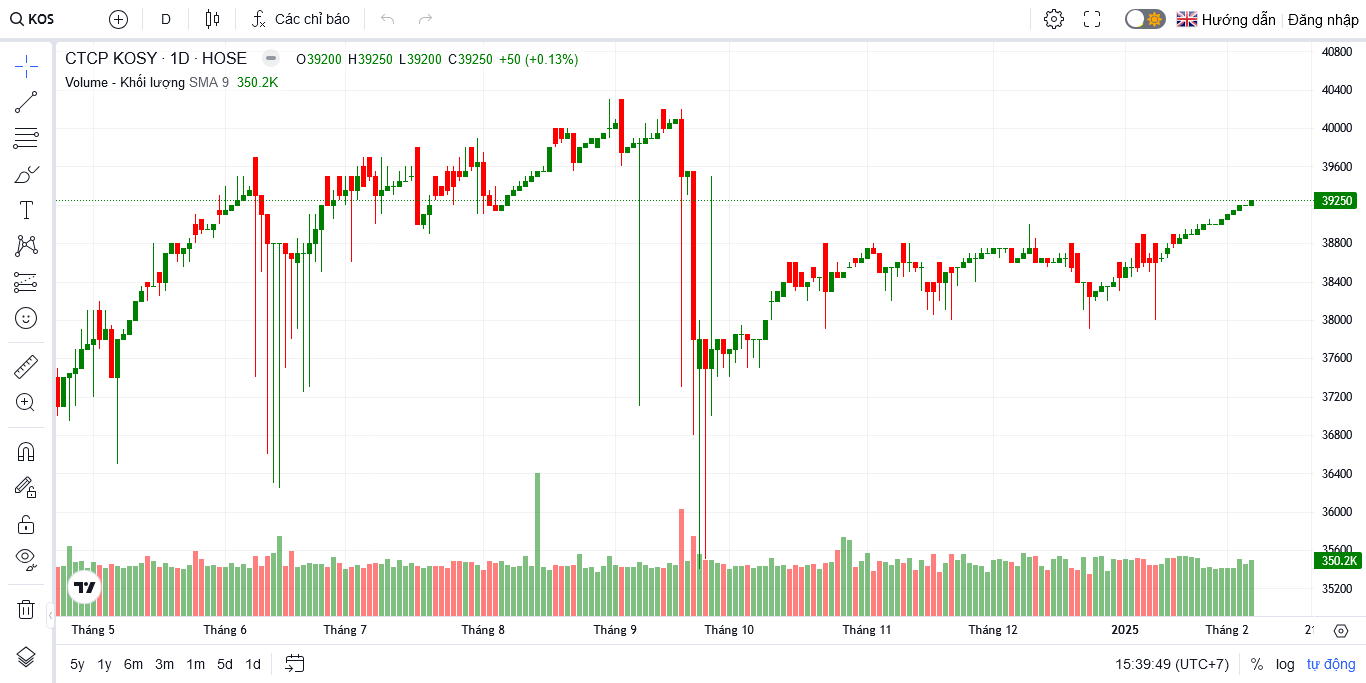 KOS D Các chỉ báo Hướng dẫn Đăng nhập
CTCP KOSY · 1D · HOSE O39200 H39250 L39200 C39250 +50 (+0.13%)
Volume - Khối lượng SMA 9 350.2K
40800
40400
40000
39600
39250
38800
38400
38000
37600
37200
36800
36400
36000
35600
350.2K
35200
Tháng 5 Tháng 6 Tháng 7 Tháng 8 Tháng 9 Tháng 10 Tháng 11 Tháng 12 2025 Tháng 2 21
5y 1y 6m 3m 1m 5d 1d 15:39:49 (UTC+7) % log tự động